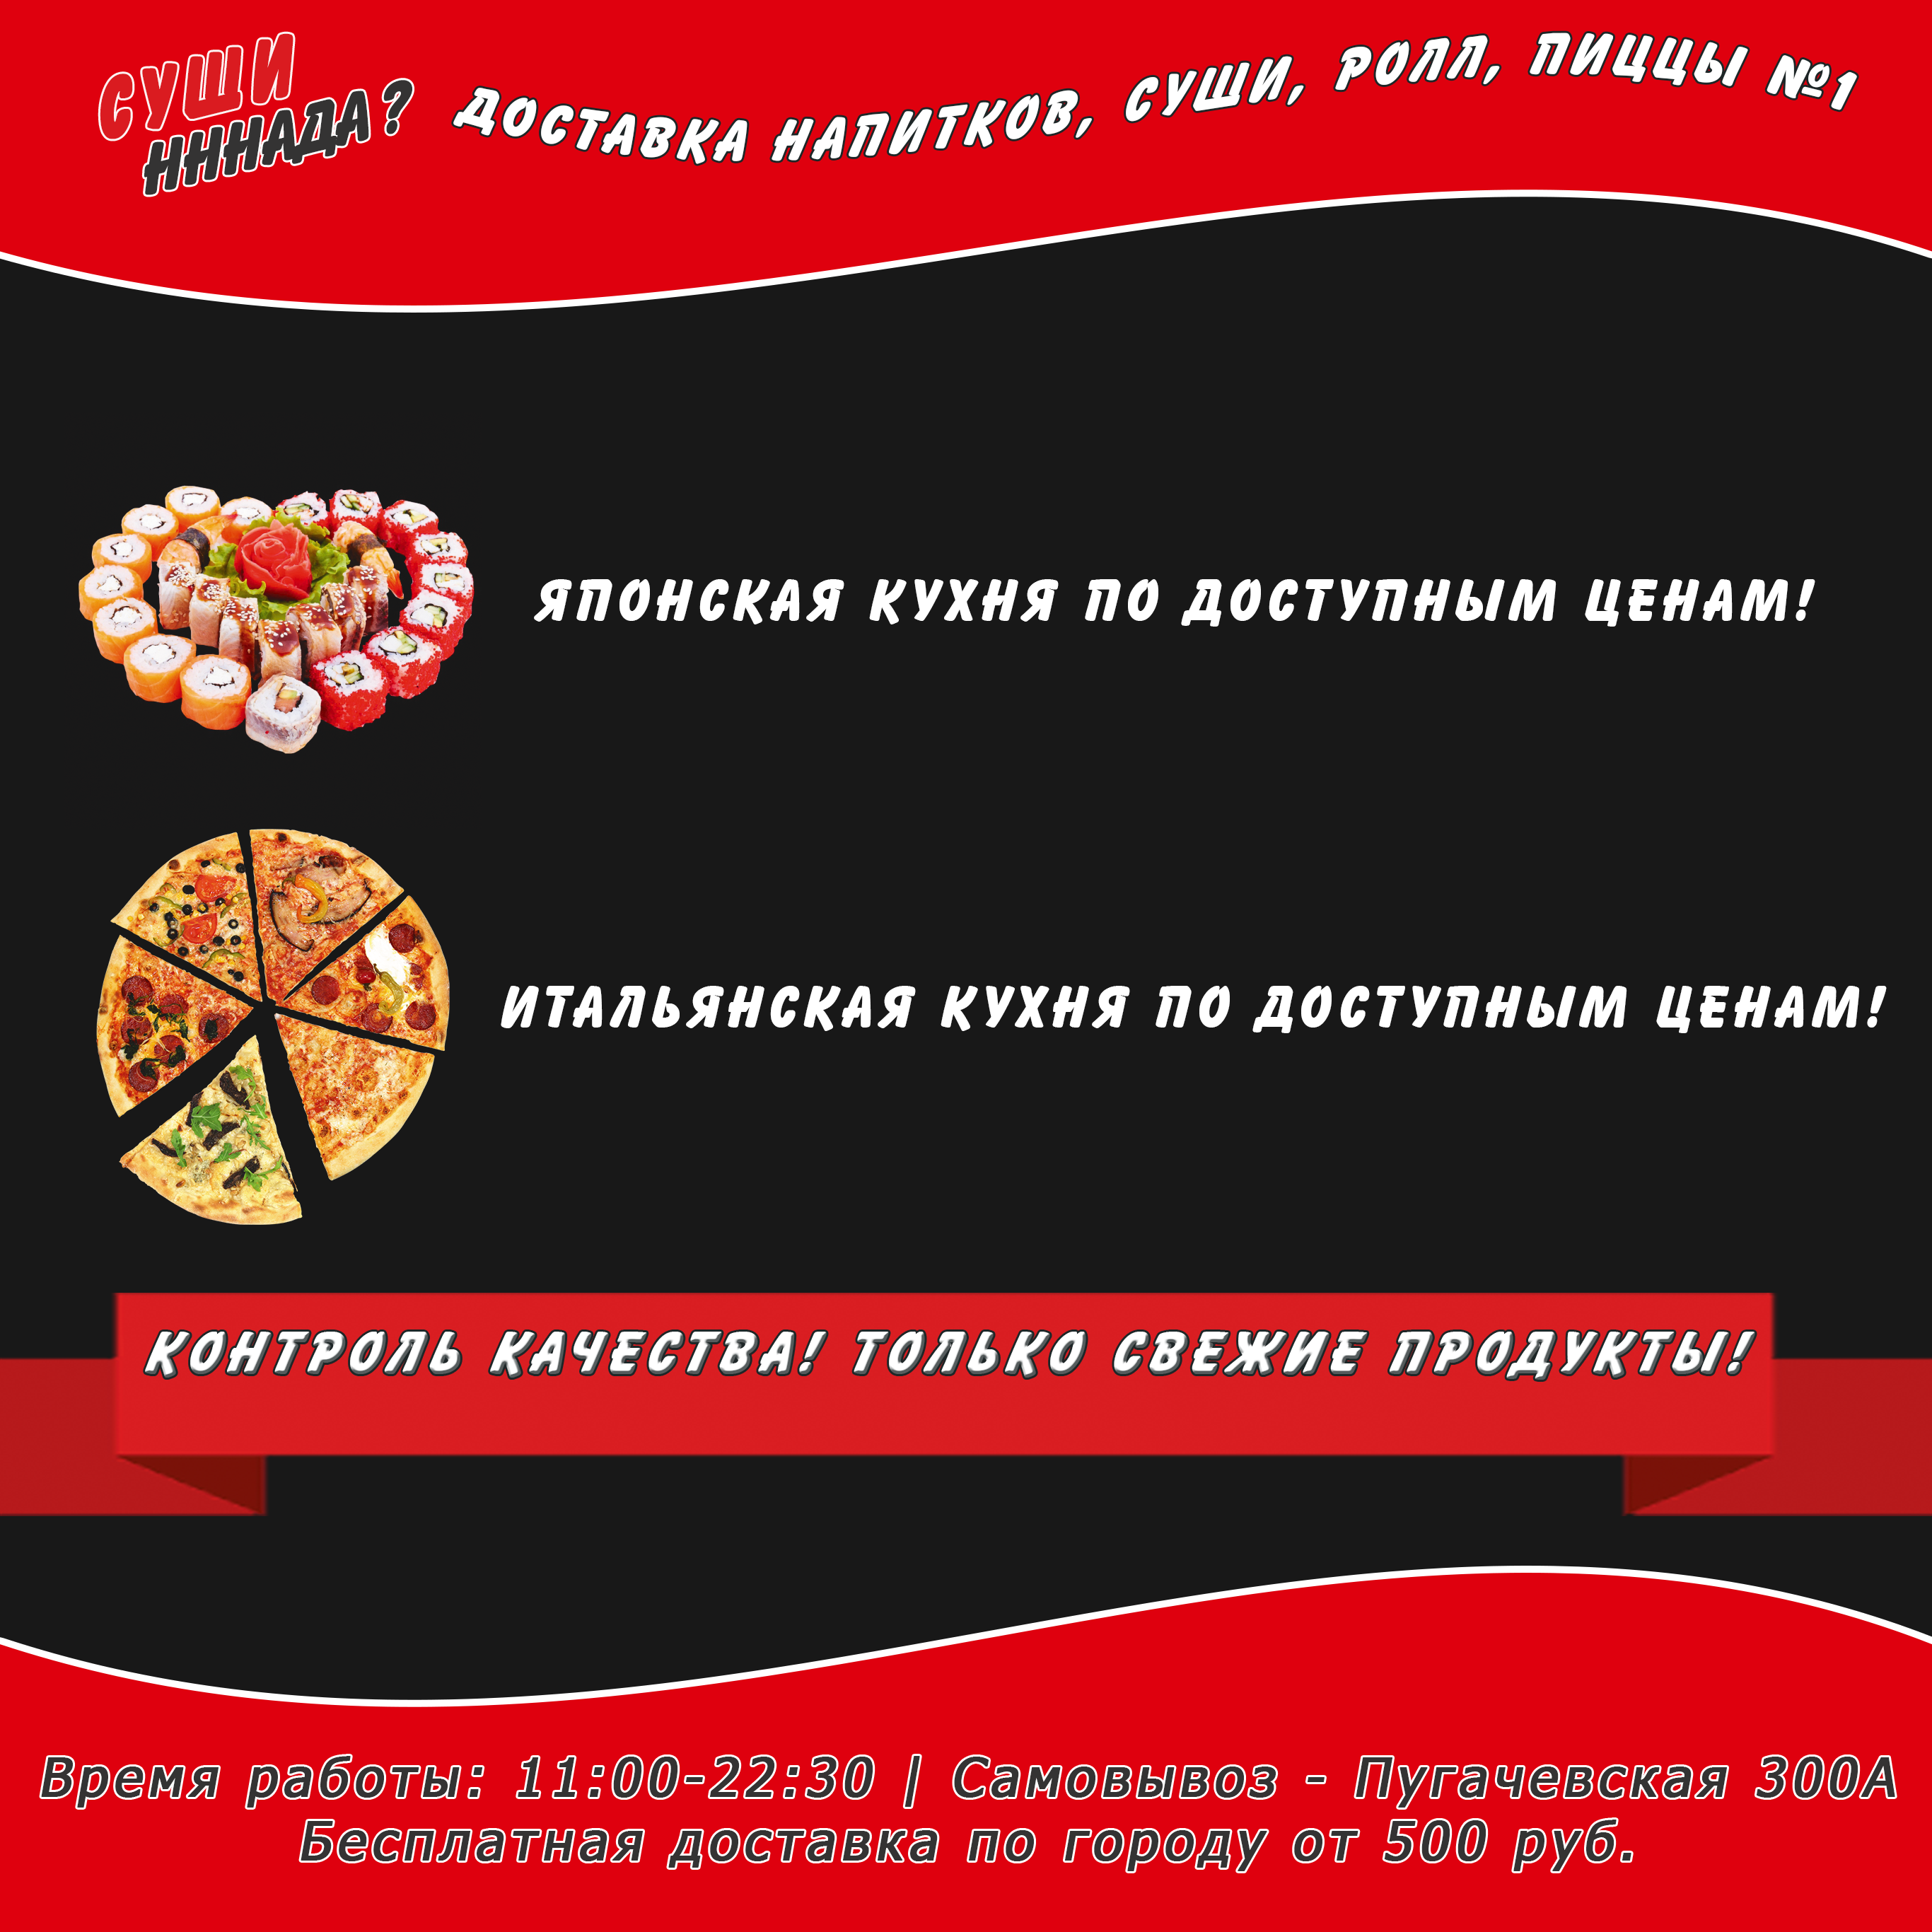 СУШИ
НННАДА?
ДОСТАВКА НАПИТКОВ, СУШИ, РОЛЛ, ПИЦЦЫ №1
ЯПОНСКАЯ КУХНЯ ПО ДОСТУПНЫМ ЦЕНАМ!
ИТАЛЬЯНСКАЯ КУХНЯ ПО ДОСТУПНЫМ ЦЕНАМ!
КОНТРОЛЬ КАЧЕСТВА! ТОЛЬКО СВЕЖИЕ ПРОДУКТЫ!
Время работы: 11:00-22:30 | Самовывоз - Пугачевская 300А
Бесплатная доставка по городу от 500 руб.